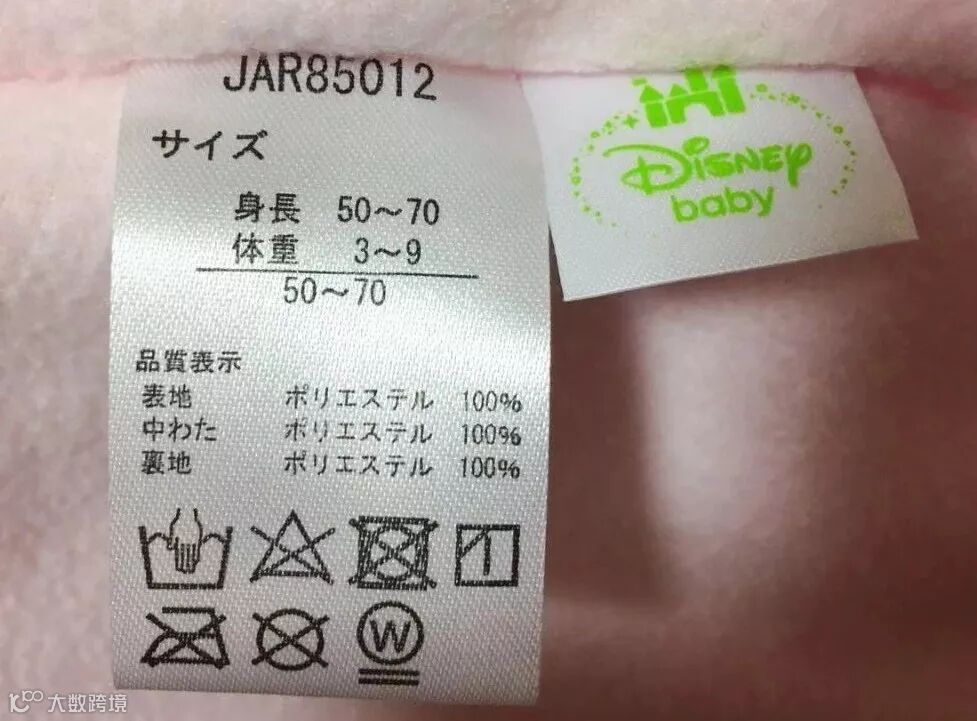 JAR85012
サイズ
身長 50～70
体重 3～9
50～70
品質表示
表地 ポリエステル 100%
中わた ポリエステル 100%
裏地 ポリエステル 100%
W
Disney
baby
大数跨境